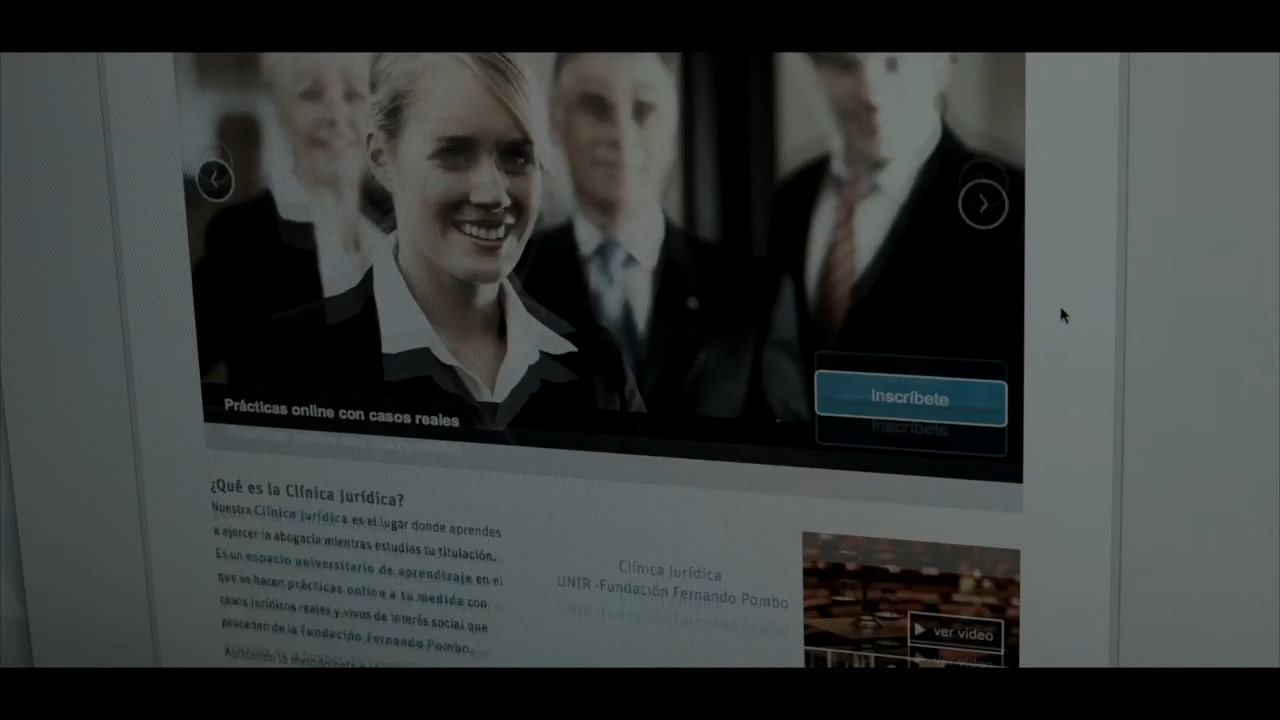 Prácticas online con casos reales
Inscríbete
Inscríbete
¿Qué es la Clínica Jurídica?
Nuestra Clínica Jurídica es el lugar donde aprendes
a ejercer la abogacía mientras estudias tu titulación.
Es un espacio universitario de aprendizaje en el
que se hacen prácticas online a tu medida con
casos jurídicos reales y vivos de interés social que
proceden de la Fundación Fernando Pombo.
Clínica Jurídica
UNIR -Fundación Fernando Pombo
ver video